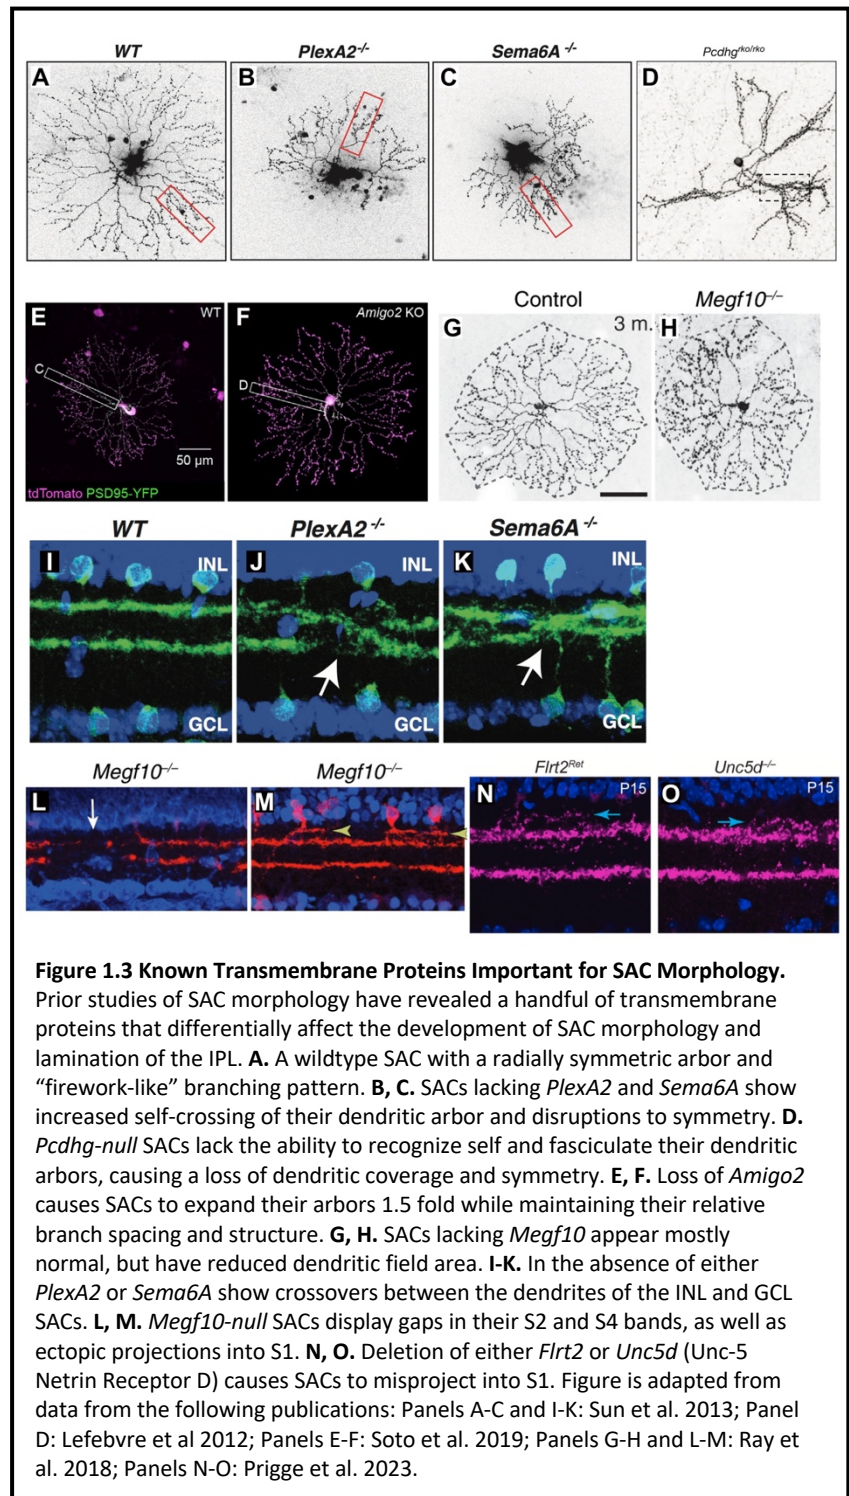 WT PlexA2-/- Sema6A -/- Pcdhgrko/rko
A B C D
E WT F Amigo2 KO
Control Megf10-/-
G 3 m. H
C D
50 µm
tdTomato PSD95-YFP
WT PlexA2 -/- Sema6A -/-
I INL J INL K INL
GCL GCL GCL
Megf10-/- Megf10-/- Flrt2Ret Unc5d-/-
L M N P15 O P15
Figure 1.3 Known Transmembrane Proteins Important for SAC Morphology.
Prior studies of SAC morphology have revealed a handful of transmembrane
proteins that differentially affect the development of SAC morphology and
lamination of the IPL. A. A wildtype SAC with a radially symmetric arbor and
“firework-like” branching pattern. B, C. SACs lacking PlexA2 and Sema6A show
increased self-crossing of their dendritic arbor and disruptions to symmetry. D.
Pcdhg-null SACs lack the ability to recognize self and fasciculate their dendritic
arbors, causing a loss of dendritic coverage and symmetry. E, F. Loss of Amigo2
causes SACs to expand their arbors 1.5 fold while maintaining their relative
branch spacing and structure. G, H. SACs lacking Megf10 appear mostly
normal, but have reduced dendritic field area. I-K. In the absence of either
PlexA2 or Sema6A show crossovers between the dendrites of the INL and GCL
SACs. L, M. Megf10-null SACs display gaps in their S2 and S4 bands, as well as
ectopic projections into S1. N, O. Deletion of either Flrt2 or Unc5d (Unc-5
Netrin Receptor D) causes SACs to misproject into S1. Figure is adapted from
data from the following publications: Panels A-C and I-K: Sun et al. 2013; Panel
D: Lefebvre et al 2012; Panels E-F: Soto et al. 2019; Panels G-H and L-M: Ray et
al. 2018; Panels N-O: Prigge et al. 2023.